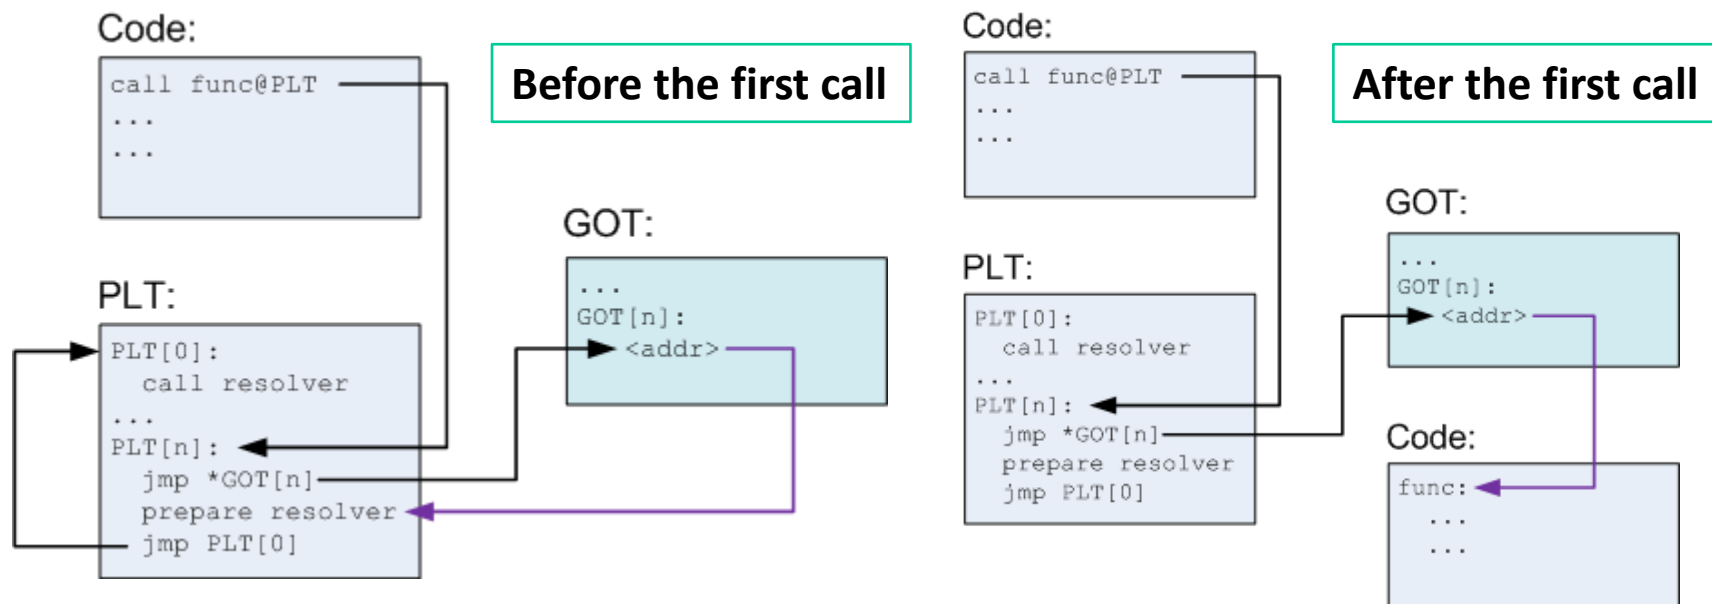 Code:
call func@PLT
...
...
Before the first call
GOT:
...
GOT[n]:
<addr>
PLT:
PLT[0]:
call resolver
...
PLT[n]:
jmp *GOT[n]
prepare resolver
jmp PLT[0]
Code:
call func@PLT
...
...
After the first call
GOT:
...
GOT[n]:
<addr>
PLT:
PLT[0]:
call resolver
...
PLT[n]:
jmp *GOT[n]
prepare resolver
jmp PLT[0]
Code:
func:
...
...